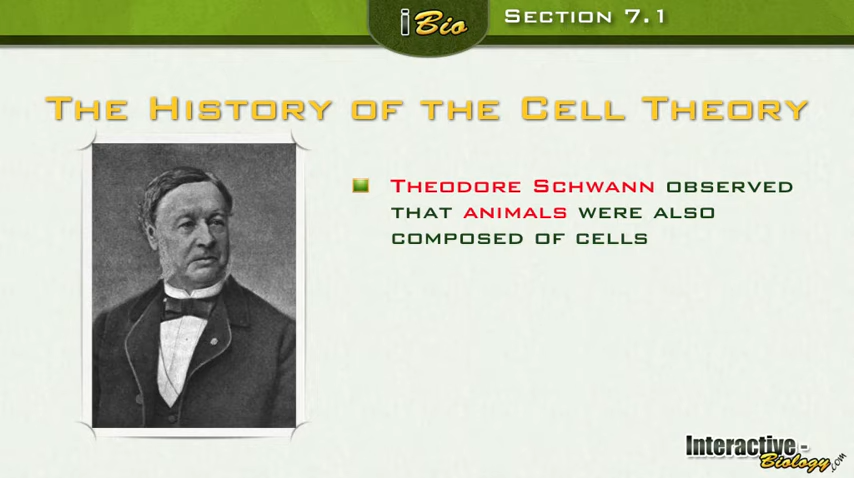 iBio
Section 7.1
The History of the Cell Theory
Theodore Schwann observed
that animals were also
composed of cells
Interactive-
Biology.com